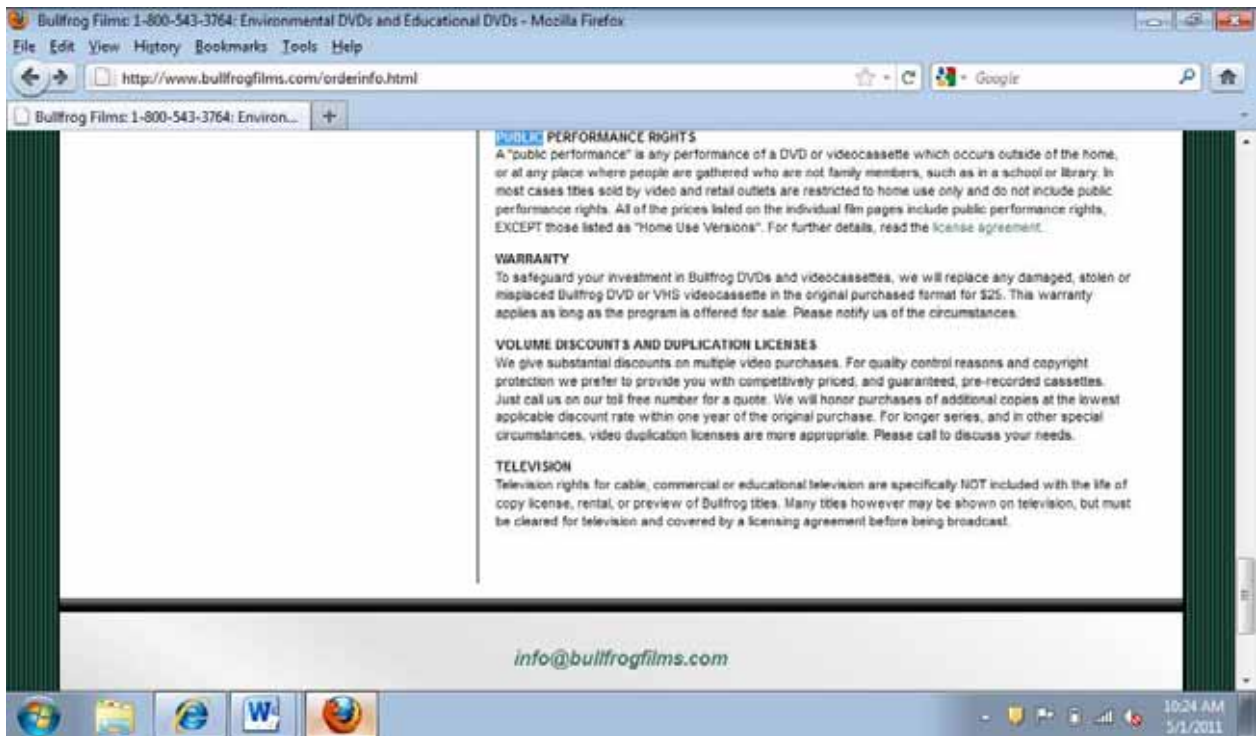 Bullfrog Films: 1-800-543-3764: Environmental DVDs and Educational DVDs - Mozilla Firefox
File Edit View History Bookmarks Tools Help
http://www.bullfrogfilms.com/orderinfo.html
Google
Bullfrog Films: 1-800-543-3764: Environ...
PUBLIC PERFORMANCE RIGHTS
A "public performance" is any performance of a DVD or videocassette which occurs outside of the home,
or at any place where people are gathered who are not family members, such as in a school or library. In
most cases titles sold by video and retail outlets are restricted to home use only and do not include public
performance rights. All of the prices listed on the individual film pages include public performance rights,
EXCEPT those listed as "Home Use Versions". For further details, read the license agreement.
WARRANTY
To safeguard your investment in Bullfrog DVDs and videocassettes, we will replace any damaged, stolen or
misplaced Bullfrog DVD or VHS videocassette in the original purchased format for $25. This warranty
applies as long as the program is offered for sale. Please notify us of the circumstances.
VOLUME DISCOUNTS AND DUPLICATION LICENSES
We give substantial discounts on multiple video purchases. For quality control reasons and copyright
protection we prefer to provide you with competitively priced, and guaranteed, pre-recorded cassettes.
Just call us on our toll free number for a quote. We will honor purchases of additional copies at the lowest
applicable discount rate within one year of the original purchase. For longer series, and in other special
circumstances, video duplication licenses are more appropriate. Please call to discuss your needs.
TELEVISION
Television rights for cable, commercial or educational television are specifically NOT included with the life of
copy license, rental, or preview of Bullfrog titles. Many titles however may be shown on television, but must
be cleared for television and covered by a licensing agreement before being broadcast.
info@bullfrogfilms.com
10:24 AM
5/1/2011